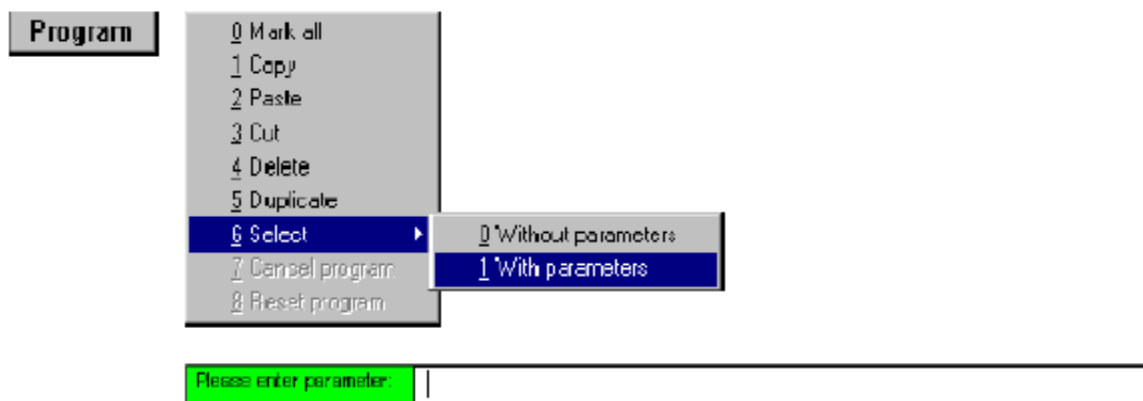 Program
0 Mark all
1 Copy
2 Paste
3 Cut
4 Delete
5 Duplicate
6 Select
0 Without parameters
1 With parameters
7 Cancel program
8 Reset program
Please enter parameter: